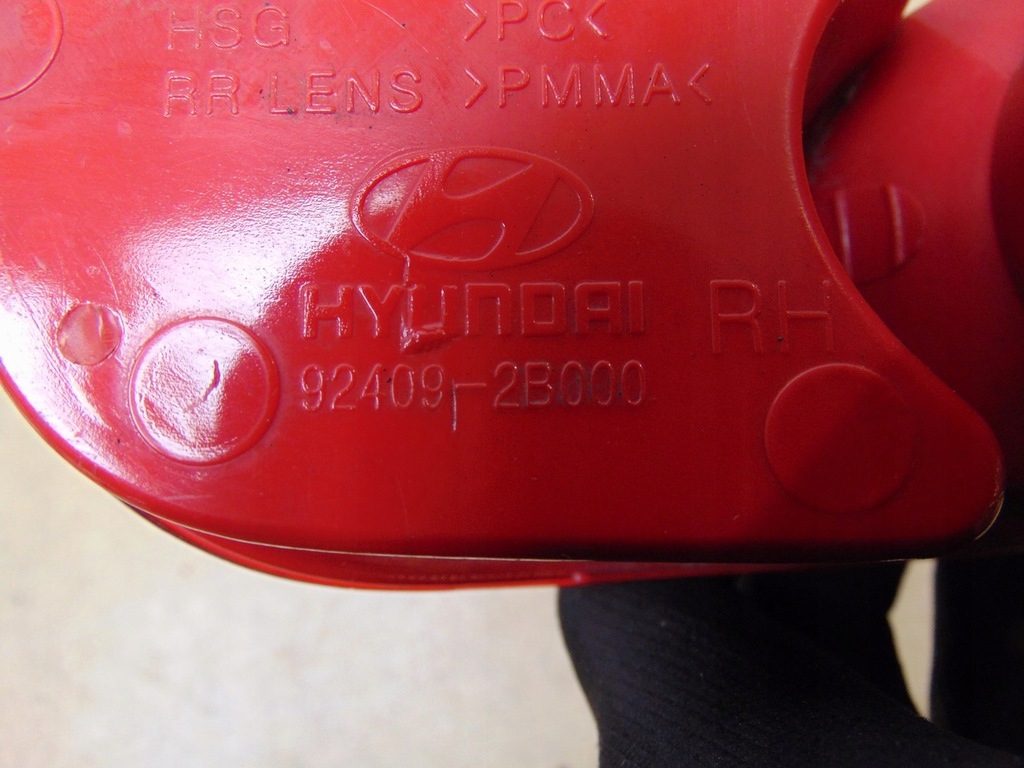 HSG >PC<
RR LENS >PMMA<
HYUNDAI RH
92409-2B000